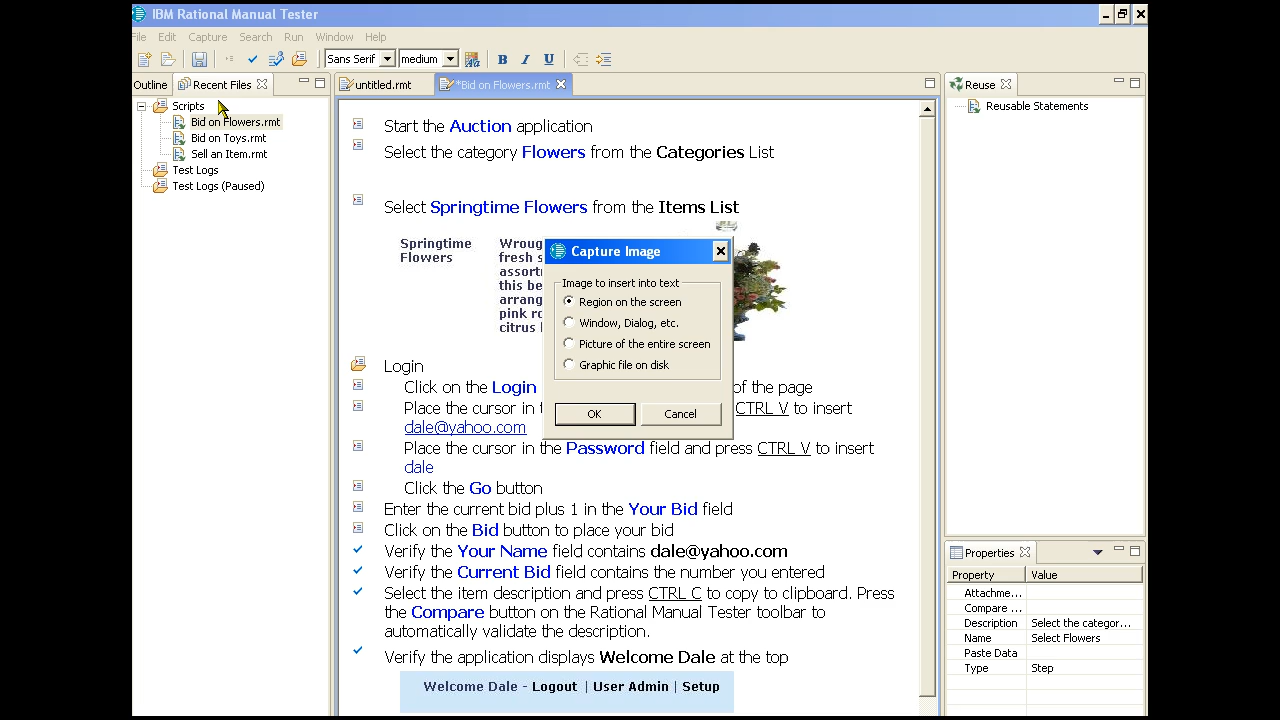 IBM Rational Manual Tester
File Edit Capture Search Run Window Help
Sans Serif medium B I U
Outline Recent Files
untitled.rmt *Bid on Flowers.rmt
Reuse
Scripts
Bid on Flowers.rmt
Bid on Toys.rmt
Sell an Item.rmt
Test Logs
Test Logs (Paused)
Start the Auction application
Select the category Flowers from the Categories List
Select Springtime Flowers from the Items List
Springtime
Flowers
Wroug
fresh s
assort
this be
arrang
pink ro
citrus
Capture Image
Image to insert into text
Region on the screen
Window, Dialog, etc.
Picture of the entire screen
Graphic file on disk
OK Cancel
Login
Click on the Login of the page
Place the cursor in CTRL V to insert
dale@yahoo.com
Place the cursor in the Password field and press CTRL V to insert
dale
Click the Go button
Enter the current bid plus 1 in the Your Bid field
Click on the Bid button to place your bid
Verify the Your Name field contains dale@yahoo.com
Verify the Current Bid field contains the number you entered
Select the item description and press CTRL C to copy to clipboard. Press
the Compare button on the Rational Manual Tester toolbar to
automatically validate the description.
Verify the application displays Welcome Dale at the top
Welcome Dale - Logout | User Admin | Setup
Reusable Statements
Properties
Property Value
Attachme...
Compare ...
Description Select the categor...
Name Select Flowers
Paste Data
Type Step